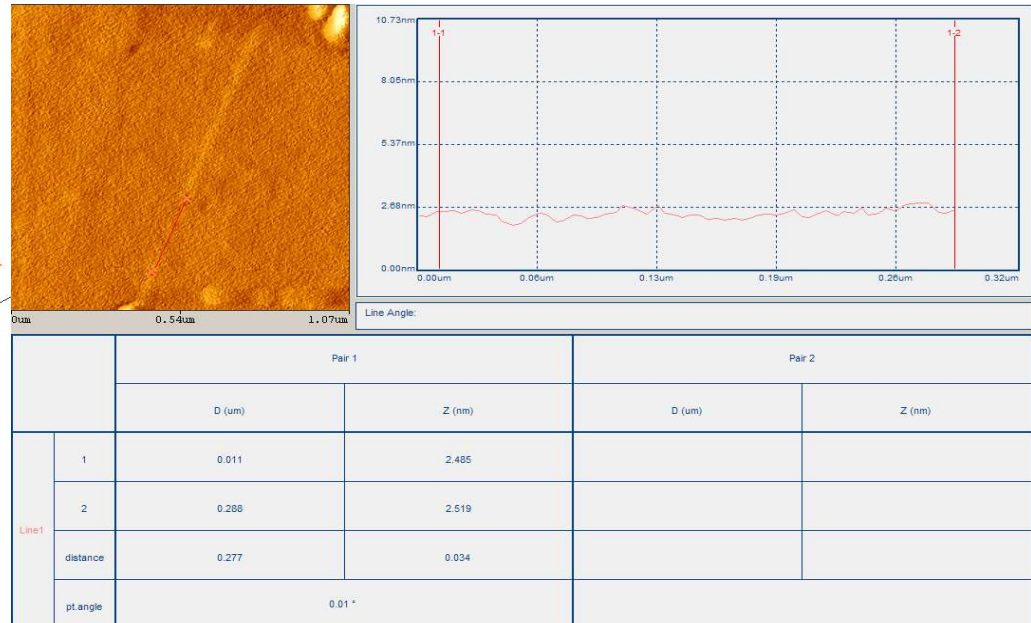 10.73nm
1-1 1-2
8.05nm
5.37nm
2.68nm
0.00nm
0.00um 0.06um 0.13um 0.19um 0.26um 0.32um
0um 0.54um 1.07um
Line Angle:
Pair 1 Pair 2
D (um) Z (nm) D (um) Z (nm)
1 0.011 2.485
2 0.288 2.519
Line1
distance 0.277 0.034
pt.angle 0.01 °